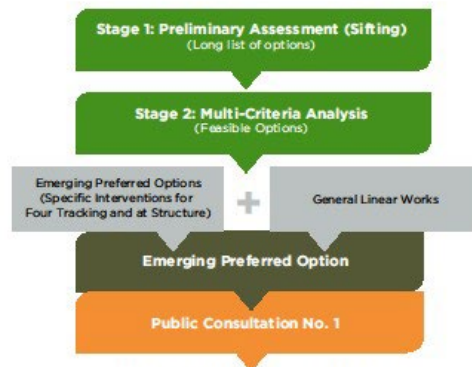 Stage 1: Preliminary Assessment (Sifting)
(Long list of options)
Stage 2: Multi-Criteria Analysis
(Feasible Options)
Emerging Preferred Options
(Specific Interventions for
Four Tracking and at Structure)
+
General Linear Works
Emerging Preferred Option
Public Consultation No. 1